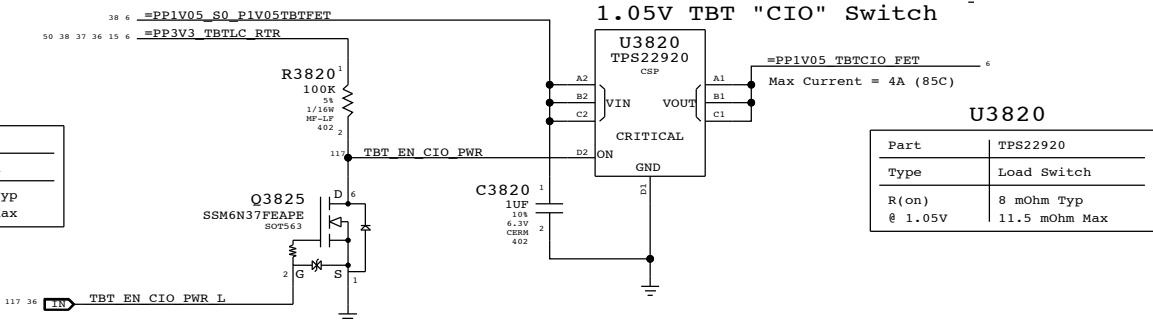 1.05V TBT "CIO" Switch
38 6 =PP1V05_S0_P1V05TBTFET
50 38 37 36 15 6 =PP3V3_TBTLC_RTR
U3820
TPS22920
CSP
=PP1V05_TBTCIO_FET 6
Max Current = 4A (85C)
R3820 1
100K
5%
1/16W
MF-LF
402
2
A2
B2
C2
VIN
VOUT
A1
B1
C1
CRITICAL
117
TBT_EN_CIO_PWR
D2
ON
GND
D1
U3820
Part TPS22920
Type Load Switch
R(on) 8 mOhm Typ
@ 1.05V 11.5 mOhm Max
yp
ax
Q3825
SSM6N37FEAPE
SOT563
D 6
2 G S 1
C3820 1
1UF
10%
6.3V
CERM
402
2
117 36 IN TBT_EN_CIO_PWR_L